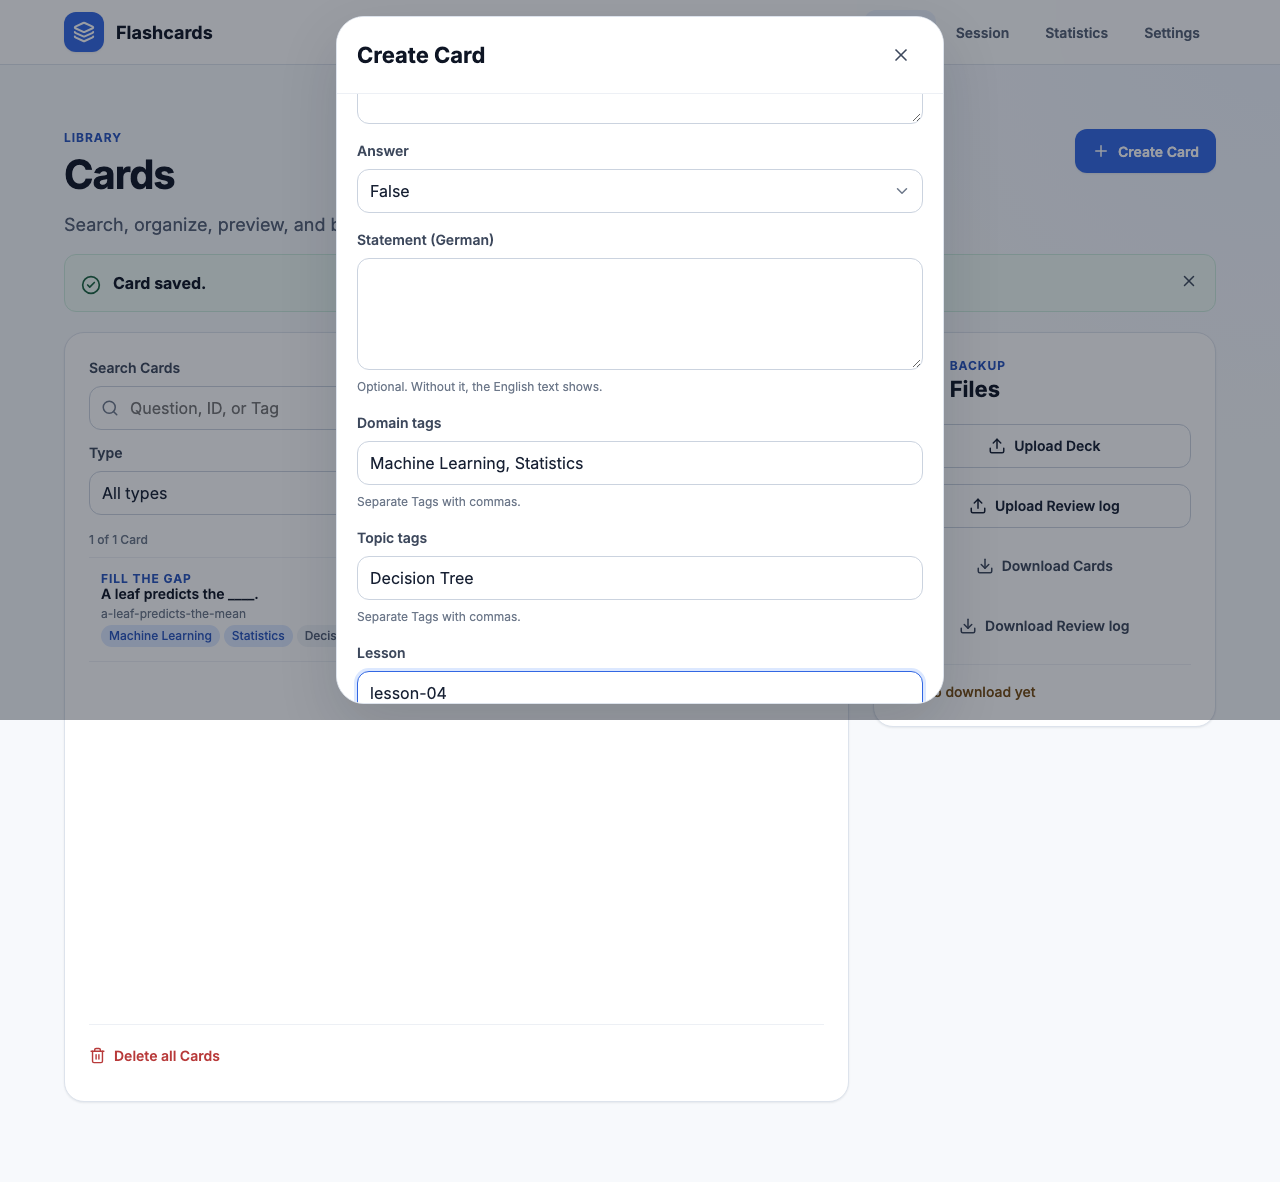 Flashcards
Session
Statistics
Settings
LIBRARY
Cards
Search, organize, preview, and
Create Card
Card saved.
Search Cards
Question, ID, or Tag
Type
All types
1 of 1 Card
FILL THE GAP
A leaf predicts the ____.
a-leaf-predicts-the-mean
Machine Learning
Statistics
Delete all Cards
Create Card
Answer
False
Statement (German)
Optional. Without it, the English text shows.
Domain tags
Machine Learning, Statistics
Separate Tags with commas.
Topic tags
Decision Tree
Separate Tags with commas.
Lesson
lesson-04
BACKUP
Files
Upload Deck
Upload Review log
Download Cards
Download Review log
download yet